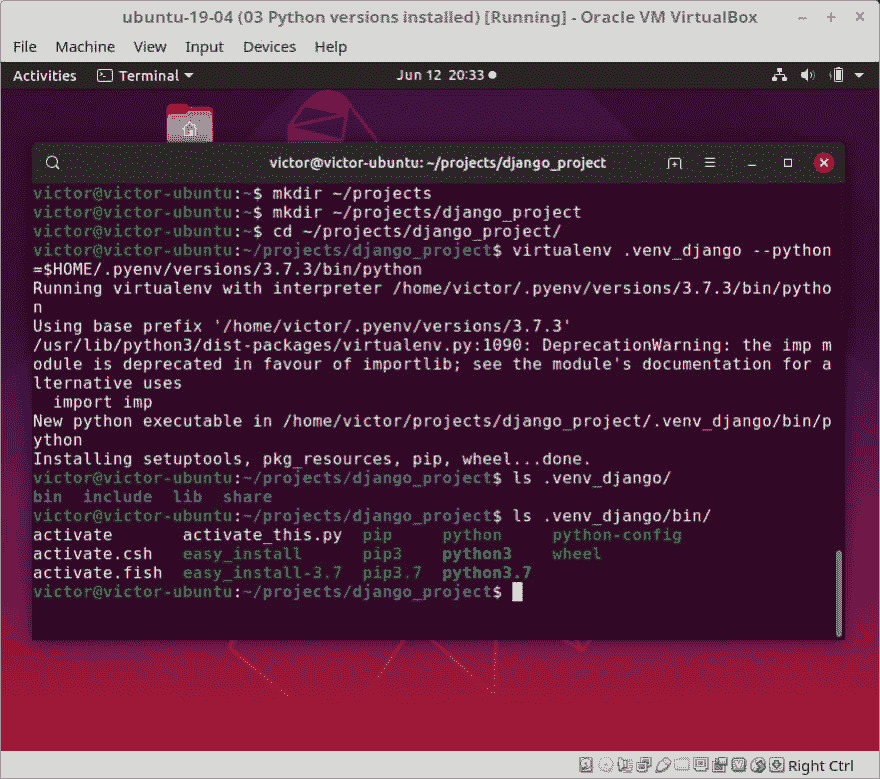 ubuntu-19-04 (03 Python versions installed) [Running] - Oracle VM VirtualBox
File Machine View Input Devices Help
Activities Terminal Jun 12 20:33
victor@victor-ubuntu: ~/projects/django_project
victor@victor-ubuntu:~$ mkdir ~/projects
victor@victor-ubuntu:~$ mkdir ~/projects/django_project
victor@victor-ubuntu:~$ cd ~/projects/django_project/
victor@victor-ubuntu:~/projects/django_project$ virtualenv .venv_django --python
=$HOME/.pyenv/versions/3.7.3/bin/python
Running virtualenv with interpreter /home/victor/.pyenv/versions/3.7.3/bin/pytho
n
Using base prefix '/home/victor/.pyenv/versions/3.7.3'
/usr/lib/python3/dist-packages/virtualenv.py:1090: DeprecationWarning: the imp m
odule is deprecated in favour of importlib; see the module's documentation for a
lternative uses
  import imp
New python executable in /home/victor/projects/django_project/.venv_django/bin/p
ython
Installing setuptools, pkg_resources, pip, wheel...done.
victor@victor-ubuntu:~/projects/django_project$ ls .venv_django/
bin  include  lib  share
victor@victor-ubuntu:~/projects/django_project$ ls .venv_django/bin/
activate       activate_this.py  pip     python     python-config
activate.csh   easy_install      pip3    python3    wheel
activate.fish  easy_install-3.7  pip3.7  python3.7
victor@victor-ubuntu:~/projects/django_project$
Right Ctrl